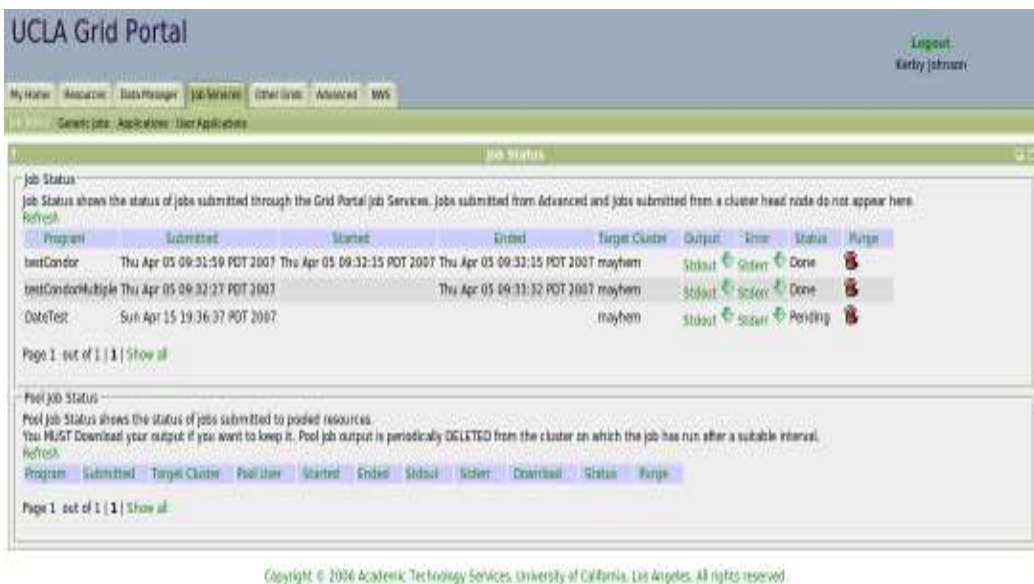 UCLA Grid Portal
Logout
Kerby Johnson
My Home Resources Data Manager Job Services Other Grids Advanced NWS
Generic Jobs Applications User Applications
Job Status
Job Status
Job Status shows the status of jobs submitted through the Grid Portal Job Services. Jobs submitted from Advanced and jobs submitted from a cluster head node do not appear here.
Refresh
Program Submitted Started Ended Target Cluster Output Error Status Purge
testCondor Thu Apr 05 09:31:59 PDT 2007 Thu Apr 05 09:32:15 PDT 2007 Thu Apr 05 09:32:15 PDT 2007 mayhem Stdout Stderr Done
testCondorMultiple Thu Apr 05 09:32:27 PDT 2007 Thu Apr 05 09:33:32 PDT 2007 mayhem Stdout Stderr Done
DateTest Sun Apr 15 19:36:37 PDT 2007 mayhem Stdout Stderr Pending
Page 1 out of 1 | 1 | Show all
Pool Job Status
Pool Job Status shows the status of jobs submitted to pooled resources.
You MUST Download your output if you want to keep it. Pool job output is periodically DELETED from the cluster on which the job has run after a suitable interval.
Refresh
Program Submitted Target Cluster Pool User Started Ended Stdout Stderr Download Status Purge
Page 1 out of 1 | 1 | Show all
Copyright © 2006 Academic Technology Services, University of California, Los Angeles. All rights reserved.